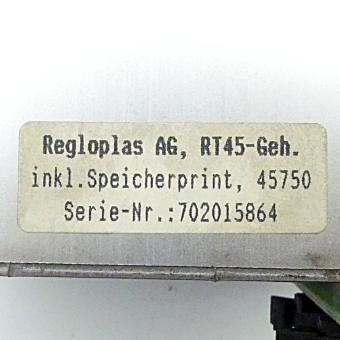 Regloplas AG, RT45-Geh.
inkl.Speicherprint, 45750
Serie-Nr.:702015864